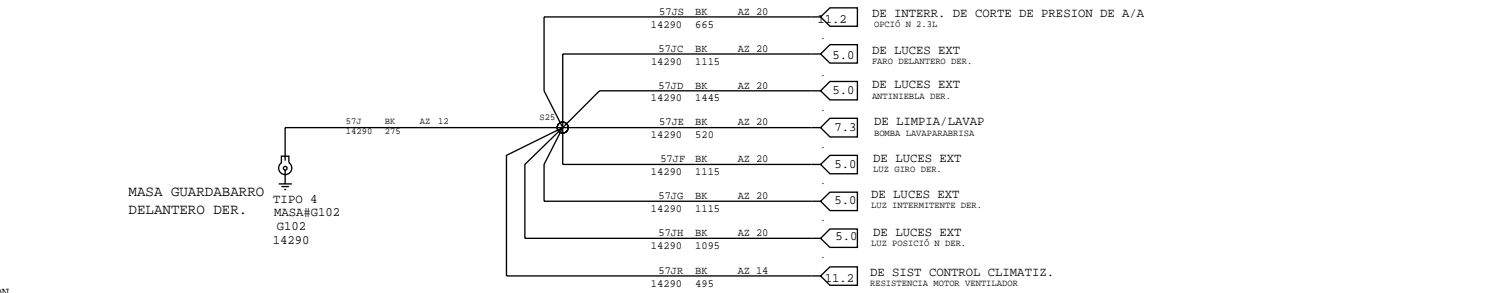 57JS BK AZ 20
14290 665
11.2
DE INTERR. DE CORTE DE PRESION DE A/A
OPCIÓ N 2.3L
57JC BK AZ 20
14290 1115
5.0
DE LUCES EXT
FARO DELANTERO DER.
57JD BK AZ 20
14290 1445
5.0
DE LUCES EXT
ANTINIEBLA DER.
57J BK AZ 12
14290 275
S25
57JE BK AZ 20
14290 520
7.3
DE LIMPIA/LAVAP
BOMBA LAVAPARABRISA
57JF BK AZ 20
14290 1115
5.0
DE LUCES EXT
LUZ GIRO DER.
MASA GUARDABARRO
DELANTERO DER.
TIPO 4
MASA#G102
G102
14290
57JG BK AZ 20
14290 1115
5.0
DE LUCES EXT
LUZ INTERMITENTE DER.
57JH BK AZ 20
14290 1095
5.0
DE LUCES EXT
LUZ POSICIÓ N DER.
57JR BK AZ 14
14290 495
11.2
DE SIST CONTROL CLIMATIZ.
RESISTENCIA MOTOR VENTILADOR